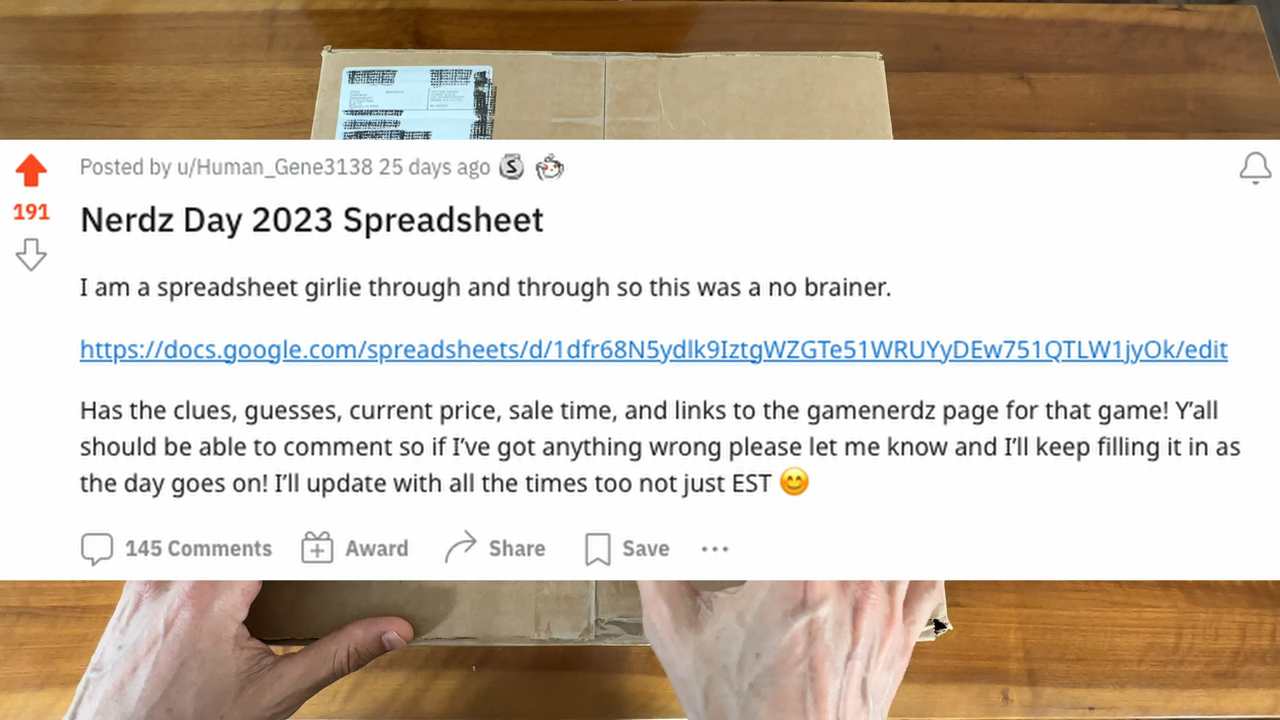 Posted by u/Human_Gene3138 25 days ago
191
Nerdz Day 2023 Spreadsheet
I am a spreadsheet girlie through and through so this was a no brainer.
https://docs.google.com/spreadsheets/d/1dfr68N5ydlk9IztgWZGTe51WRUYyDEw751QTLW1jyOk/edit
Has the clues, guesses, current price, sale time, and links to the gamenerdz page for that game! Y’all
should be able to comment so if I’ve got anything wrong please let me know and I’ll keep filling it in as
the day goes on! I’ll update with all the times too not just EST 😊
145 Comments Award Share Save ...